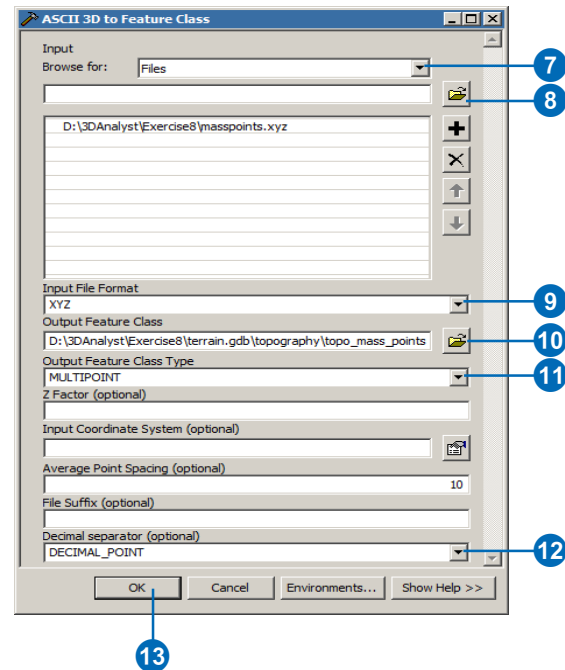 ASCII 3D to Feature Class
Input
Browse for: Files 7
8
D:\3DAnalyst\Exercise8\masspoints.xyz
Input File Format
XYZ 9
Output Feature Class
D:\3DAnalyst\Exercise8\terrain.gdb\topography\topo_mass_points 10
Output Feature Class Type
MULTIPOINT 11
Z Factor (optional)
Input Coordinate System (optional)
Average Point Spacing (optional)
10
File Suffix (optional)
Decimal separator (optional)
DECIMAL_POINT 12
OK Cancel Environments... Show Help >>
13